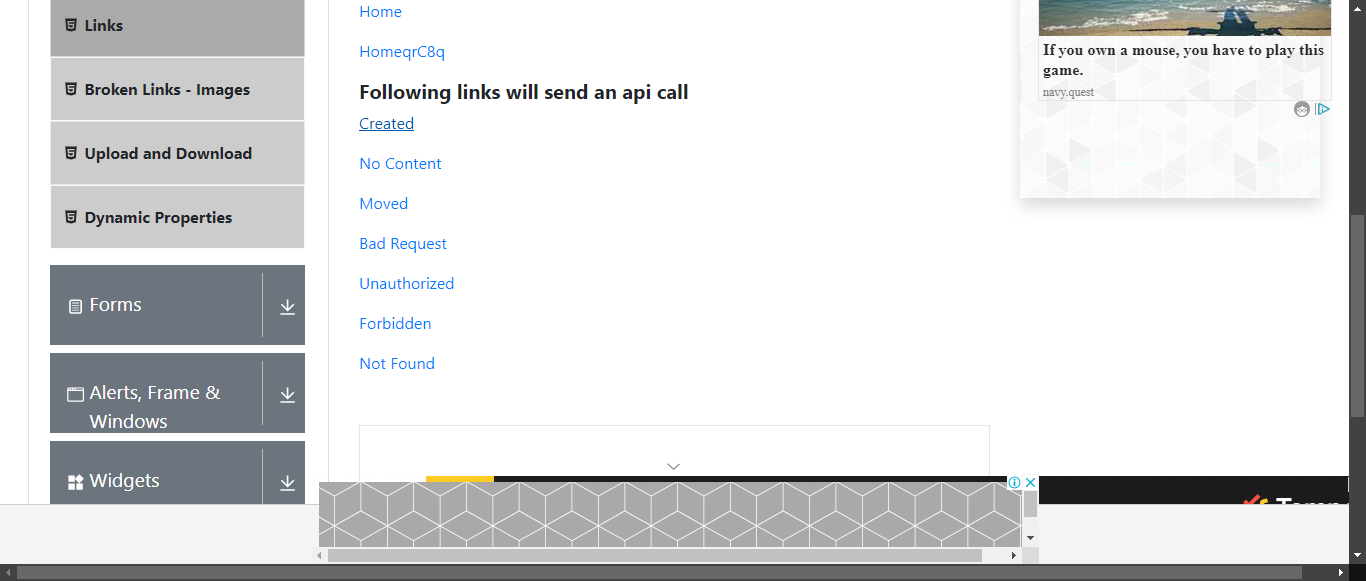 Links
Broken Links - Images
Upload and Download
Dynamic Properties
Forms
Alerts, Frame &
Windows
Widgets
Home
HomeqrC8q
Following links will send an api call
Created
No Content
Moved
Bad Request
Unauthorized
Forbidden
Not Found
If you own a mouse, you have to play this
game.
navy.quest